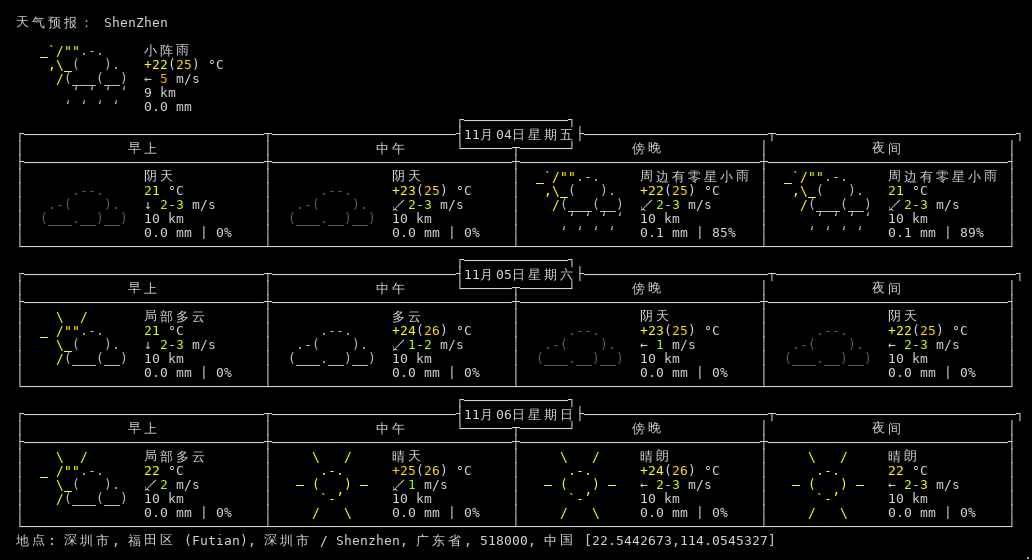 天气预报： ShenZhen
小阵雨
+22(25) °C
← 5 m/s
9 km
0.0 mm
11月04日星期五
早上 中午 傍晚 夜间
阴天 阴天 周边有零星小雨 周边有零星小雨
21 °C +23(25) °C +22(25) °C 21 °C
↓ 2-3 m/s ↙ 2-3 m/s ↙ 2-3 m/s ↙ 2-3 m/s
10 km 10 km 10 km 10 km
0.0 mm | 0% 0.0 mm | 0% 0.1 mm | 85% 0.1 mm | 89%
11月05日星期六
早上 中午 傍晚 夜间
局部多云 多云 阴天 阴天
21 °C +24(26) °C +23(25) °C +22(25) °C
↓ 2-3 m/s ↙ 1-2 m/s ← 1 m/s ← 2-3 m/s
10 km 10 km 10 km 10 km
0.0 mm | 0% 0.0 mm | 0% 0.0 mm | 0% 0.0 mm | 0%
11月06日星期日
早上 中午 傍晚 夜间
局部多云 晴天 晴朗 晴朗
22 °C +25(26) °C +24(26) °C 22 °C
↙ 2 m/s ↙ 1 m/s ← 2-3 m/s ← 2-3 m/s
10 km 10 km 10 km 10 km
0.0 mm | 0% 0.0 mm | 0% 0.0 mm | 0% 0.0 mm | 0%
地点: 深圳市, 福田区 (Futian), 深圳市 / Shenzhen, 广东省, 518000, 中国 [22.5442673,114.0545327]